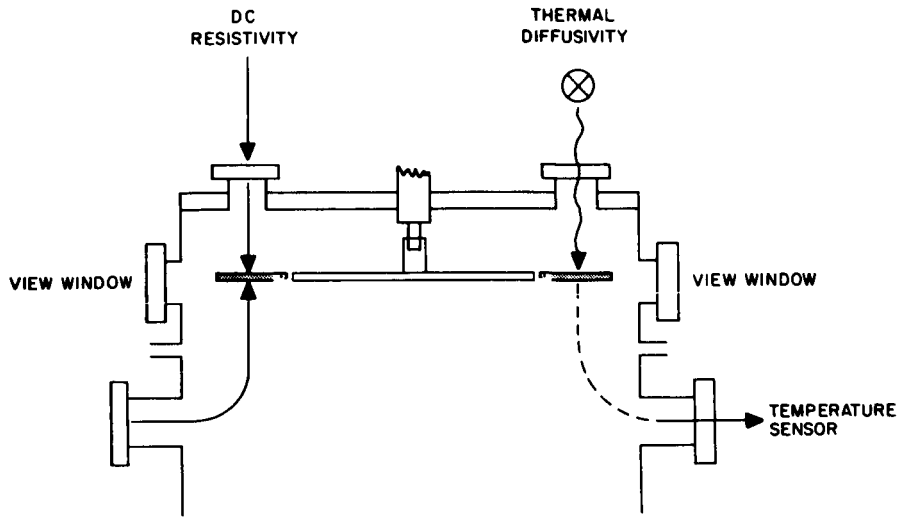 DC
RESISTIVITY
THERMAL
DIFFUSIVITY
VIEW WINDOW
VIEW WINDOW
TEMPERATURE
SENSOR